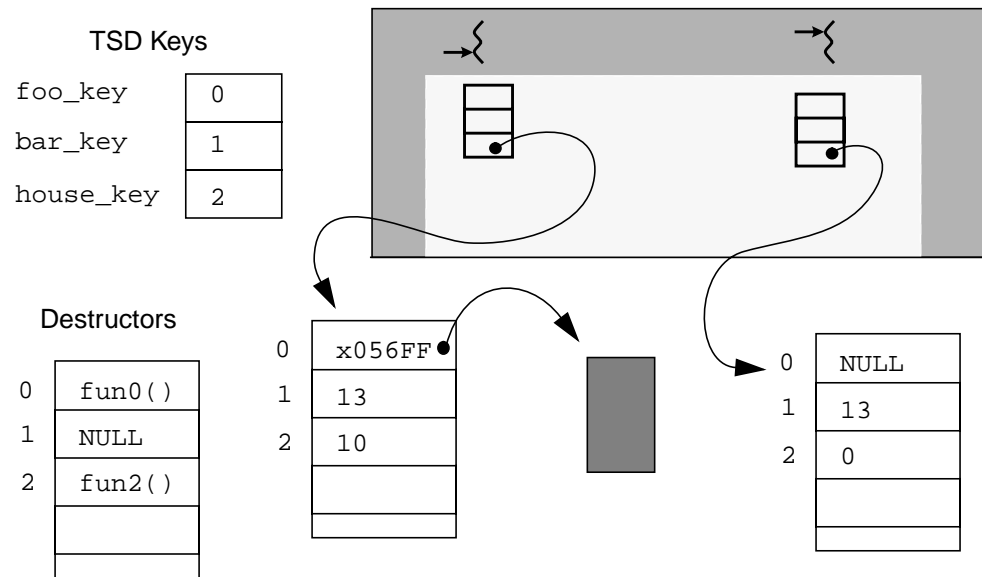 TSD Keys
foo_key 0
bar_key 1
house_key 2
Destructors
0 fun0()
1 NULL
2 fun2()
0 x056FF
1 13
2 10
0 NULL
1 13
2 0